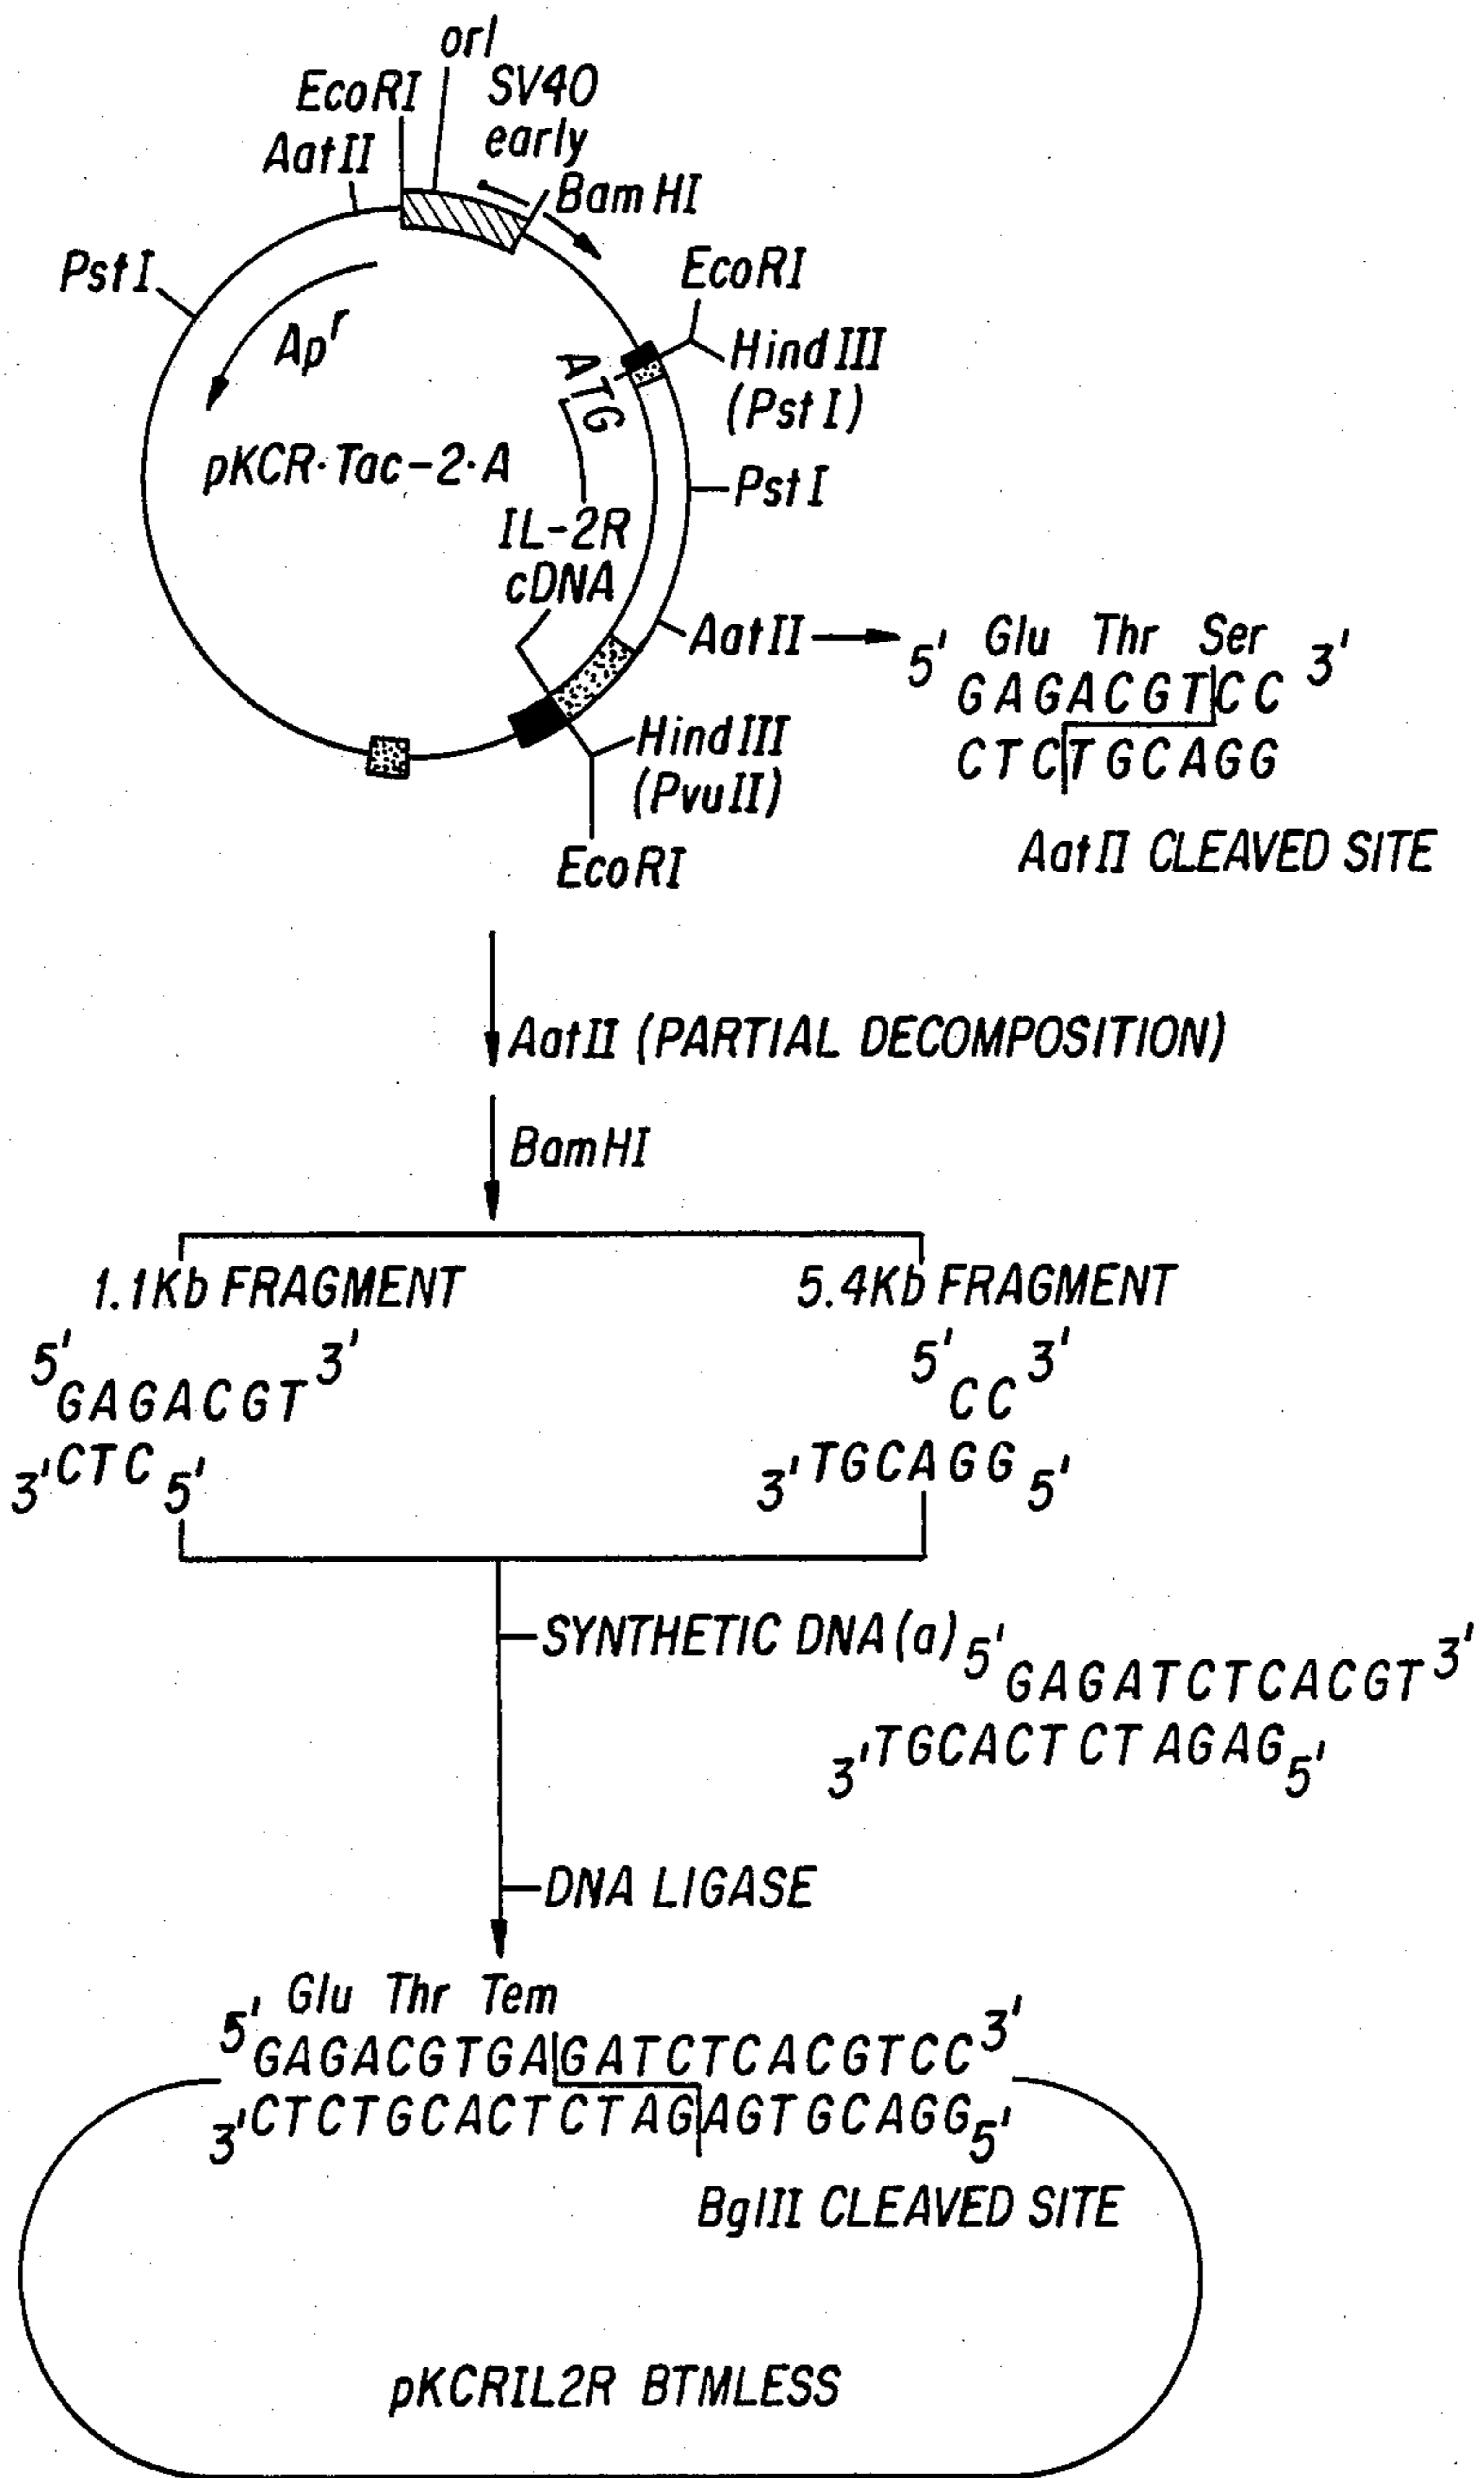 orI
EcoRI
SV40
early
AatII
BamHI
PstI
EcoRI
HindIII
(PstI)
Apr
ATG
pKCR·Tac-2·A
PstI
IL-2R
cDNA
AatII
5' Glu Thr Ser 3'
GAGACGTCC
CTCTGCAGG
HindIII
(PvuII)
EcoRI
AatII CLEAVED SITE
AatII (PARTIAL DECOMPOSITION)
BamHI
1.1Kb FRAGMENT
5' GAGACGT 3'
3' CTC 5'
5.4Kb FRAGMENT
5' CC 3'
3' TGCAGG 5'
SYNTHETIC DNA(a) 5' GAGATCTCACGT 3'
3' TGCACTCTAGAG 5'
DNA LIGASE
Glu Thr Tem
5' GAGACGTGAGATCTCACGTCC 3'
3' CTCTGCACTCTAGAGTGCAGG 5'
BglII CLEAVED SITE
pKCRIL2R BTMLESS